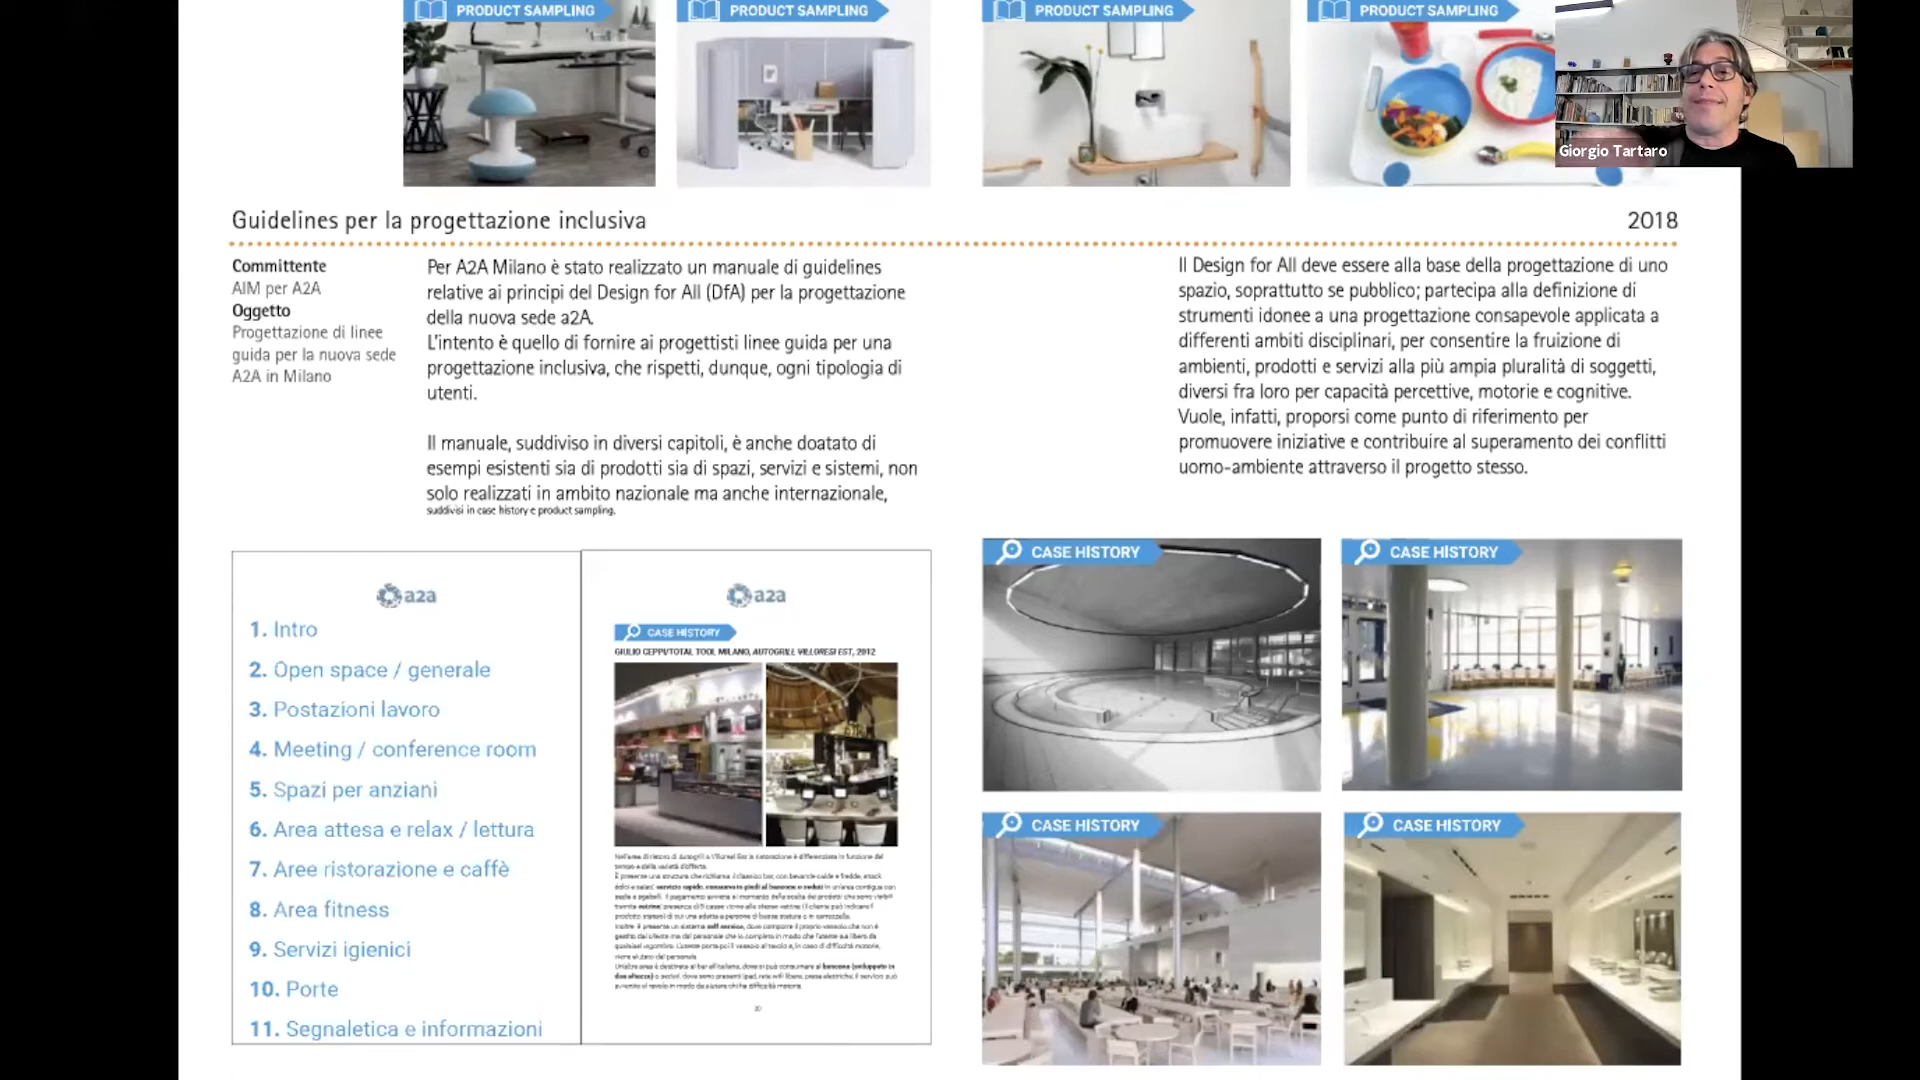 PRODUCT SAMPLING
PRODUCT SAMPLING
PRODUCT SAMPLING
PRODUCT SAMPLING
Giorgio Tartaro
Guidelines per la progettazione inclusiva
2018
Committente
AIM per A2A
Oggetto
Progettazione di linee
guida per la nuova sede
A2A in Milano
Per A2A Milano è stato realizzato un manuale di guidelines
relative ai principi del Design for All (DfA) per la progettazione
della nuova sede a2A.
L'intento è quello di fornire ai progettisti linee guida per una
progettazione inclusiva, che rispetti, dunque, ogni tipologia di
utenti.
Il manuale, suddiviso in diversi capitoli, è anche doatato di
esempi esistenti sia di prodotti sia di spazi, servizi e sistemi, non
solo realizzati in ambito nazionale ma anche internazionale,
suddivisi in case history e product sampling.
Il Design for All deve essere alla base della progettazione di uno
spazio, soprattutto se pubblico; partecipa alla definizione di
strumenti idonee a una progettazione consapevole applicata a
differenti ambiti disciplinari, per consentire la fruizione di
ambienti, prodotti e servizi alla più ampia pluralità di soggetti,
diversi fra loro per capacità percettive, motorie e cognitive.
Vuole, infatti, proporsi come punto di riferimento per
promuovere iniziative e contribuire al superamento dei conflitti
uomo-ambiente attraverso il progetto stesso.
a2a
1. Intro
2. Open space / generale
3. Postazioni lavoro
4. Meeting / conference room
5. Spazi per anziani
6. Area attesa e relax / lettura
7. Aree ristorazione e caffè
8. Area fitness
9. Servizi igienici
10. Porte
11. Segnaletica e informazioni
a2a
CASE HISTORY
GIULIO CEPPI/TOTAL TOOL MILANO, AUTOGRILL VILLORESI EST, 2012
CASE HISTORY
CASE HISTORY
CASE HISTORY
CASE HISTORY